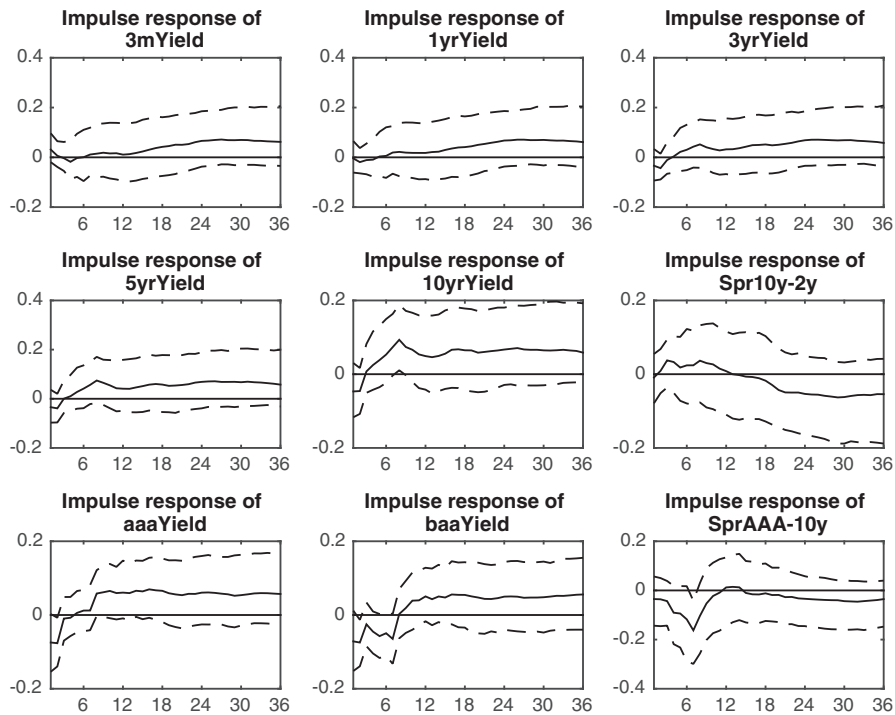 Impulse response of
3mYield
Impulse response of
1yrYield
Impulse response of
3yrYield
0.4
0.2
0
-0.2
6 12 18 24 30 36
0.4
0.2
0
-0.2
6 12 18 24 30 36
0.4
0.2
0
-0.2
6 12 18 24 30 36
Impulse response of
5yrYield
Impulse response of
10yrYield
Impulse response of
Spr10y-2y
0.4
0.2
0
0.2
6 12 18 24 30 36
0.2
0
0.2
6 12 18 24 30 36
0.2
0
0.2
6 12 18 24 30 36
Impulse response of
aaaYield
Impulse response of
baaYield
Impulse response of
SprAAA-10y
0.2
0
-0.2
6 12 18 24 30 36
0.2
0
-0.2
6 12 18 24 30 36
0.2
0
-0.2
-0.4
6 12 18 24 30 36